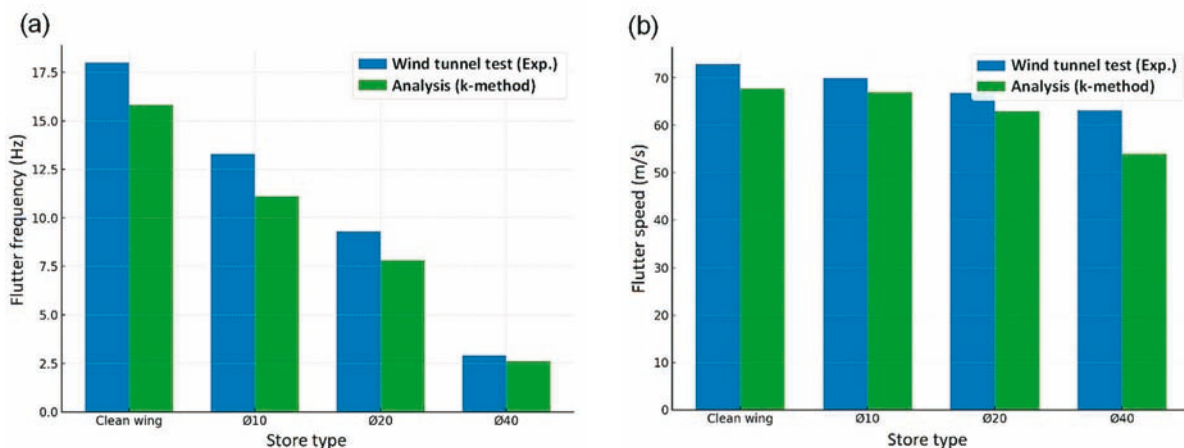 (a)
Wind tunnel test (Exp.)
Analysis (k-method)
Flutter frequency (Hz)
17.5
15.0
12.5
10.0
7.5
5.0
2.5
0.0
Clean wing Ø10 Ø20 Ø40
Store type
(b)
Wind tunnel test (Exp.)
Analysis (k-method)
Flutter speed (m/s)
70
60
50
40
30
20
10
0
Clean wing Ø10 Ø20 Ø40
Store type